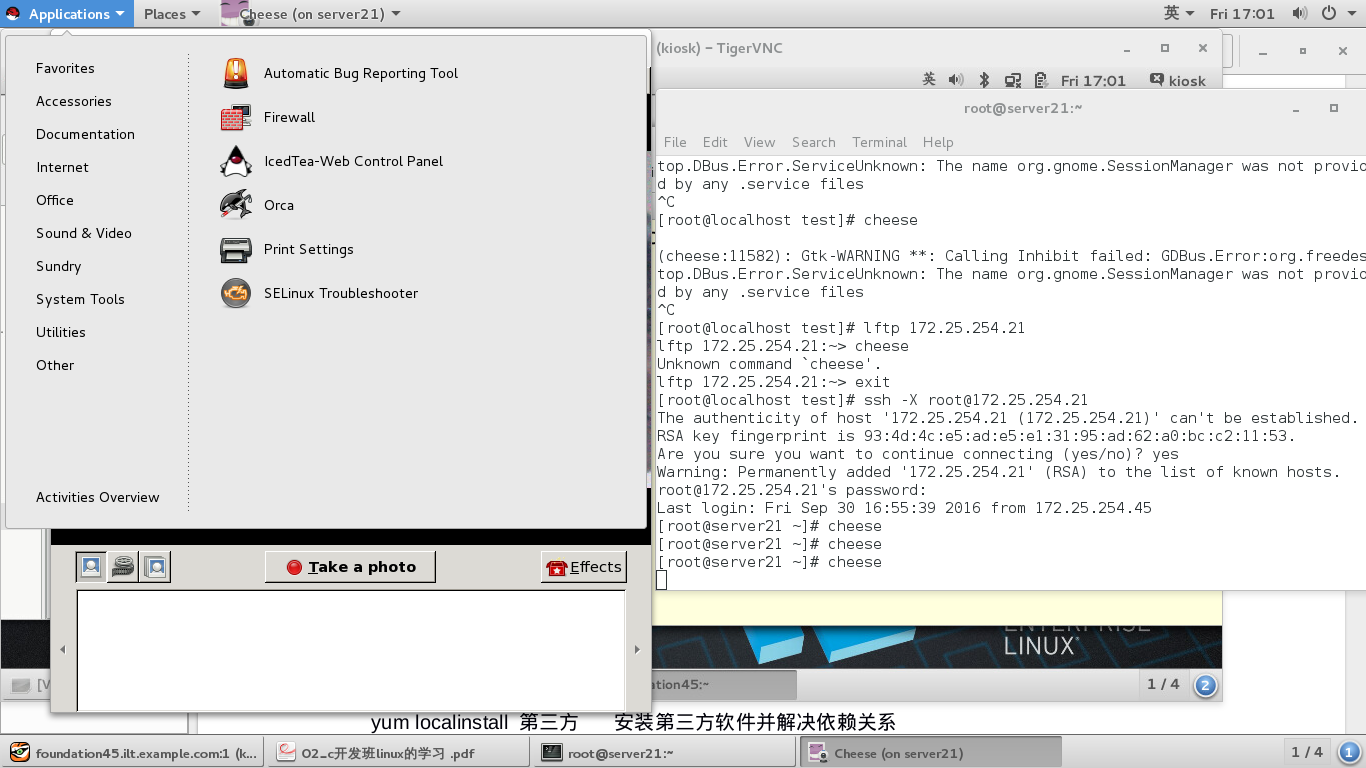 Applications Places Cheese (on server21) 英 Fri 17:01
Favorites
Accessories
Documentation
Internet
Office
Sound & Video
Sundry
System Tools
Utilities
Other
Activities Overview
Automatic Bug Reporting Tool
Firewall
IcedTea-Web Control Panel
Orca
Print Settings
SELinux Troubleshooter
(kiosk) – TigerVNC
英 Fri 17:01 kiosk
root@server21:~
File Edit View Search Terminal Help
top.DBus.Error.ServiceUnknown: The name org.gnome.SessionManager was not provid
d by any .service files
^C
[root@localhost test]# cheese
(cheese:11582): Gtk-WARNING **: Calling Inhibit failed: GDBus.Error:org.freedes
top.DBus.Error.ServiceUnknown: The name org.gnome.SessionManager was not provid
d by any .service files
^C
[root@localhost test]# lftp 172.25.254.21
lftp 172.25.254.21:~> cheese
Unknown command `cheese'.
lftp 172.25.254.21:~> exit
[root@localhost test]# ssh -X root@172.25.254.21
The authenticity of host '172.25.254.21 (172.25.254.21)' can't be established.
RSA key fingerprint is 93:4d:4c:e5:ad:e5:e1:31:95:ad:62:a0:bc:c2:11:53.
Are you sure you want to continue connecting (yes/no)? yes
Warning: Permanently added '172.25.254.21' (RSA) to the list of known hosts.
root@172.25.254.21's password:
Last login: Fri Sep 30 16:55:39 2016 from 172.25.254.45
[root@server21 ~]# cheese
[root@server21 ~]# cheese
[root@server21 ~]# cheese
Take a photo Effects
ENTERPRISE
LINUX®
[V
ation45:~ 1 / 4 2
yum localinstall 第三方 安装第三方软件并解决依赖关系
foundation45.ilt.example.com:1 (k... 02_c开发班linux的学习 .pdf root@server21:~ Cheese (on server21) 1 / 4 1